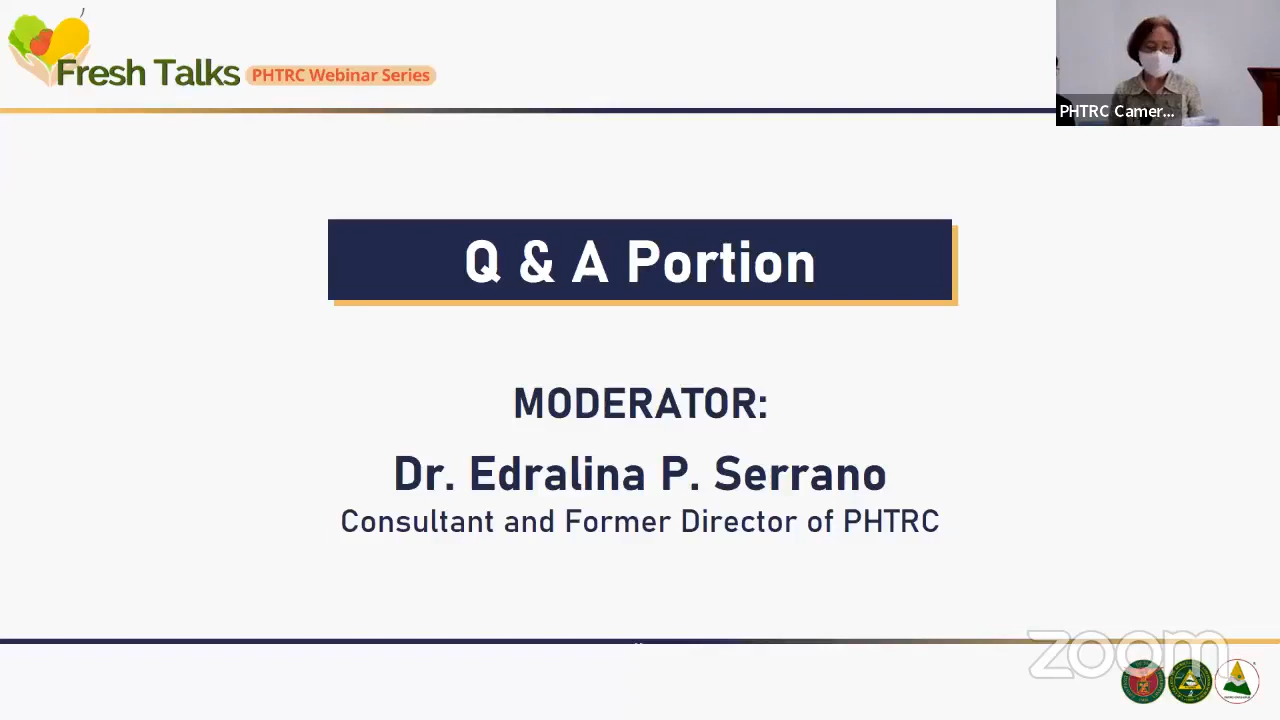 Fresh Talks PHTRC Webinar Series
PHTRC Camer...
Q & A Portion
MODERATOR:
Dr. Edralina P. Serrano
Consultant and Former Director of PHTRC
zoom